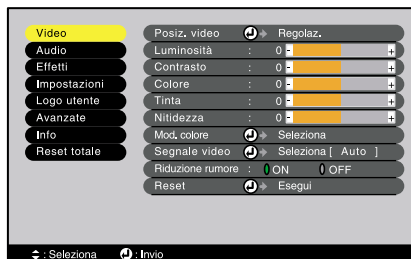 Video
Audio
Effetti
Impostazioni
Logo utente
Avanzate
Info
Reset totale
Posiz. video Regolaz.
Luminosità : 0 - +
Contrasto : 0 - +
Colore : 0 - +
Tinta : 0 - +
Nitidezza : 0 - +
Mod. colore Seleziona
Segnale video Seleziona [ Auto ]
Riduzione rumore : ON OFF
Reset Esegui
: Seleziona : Invio